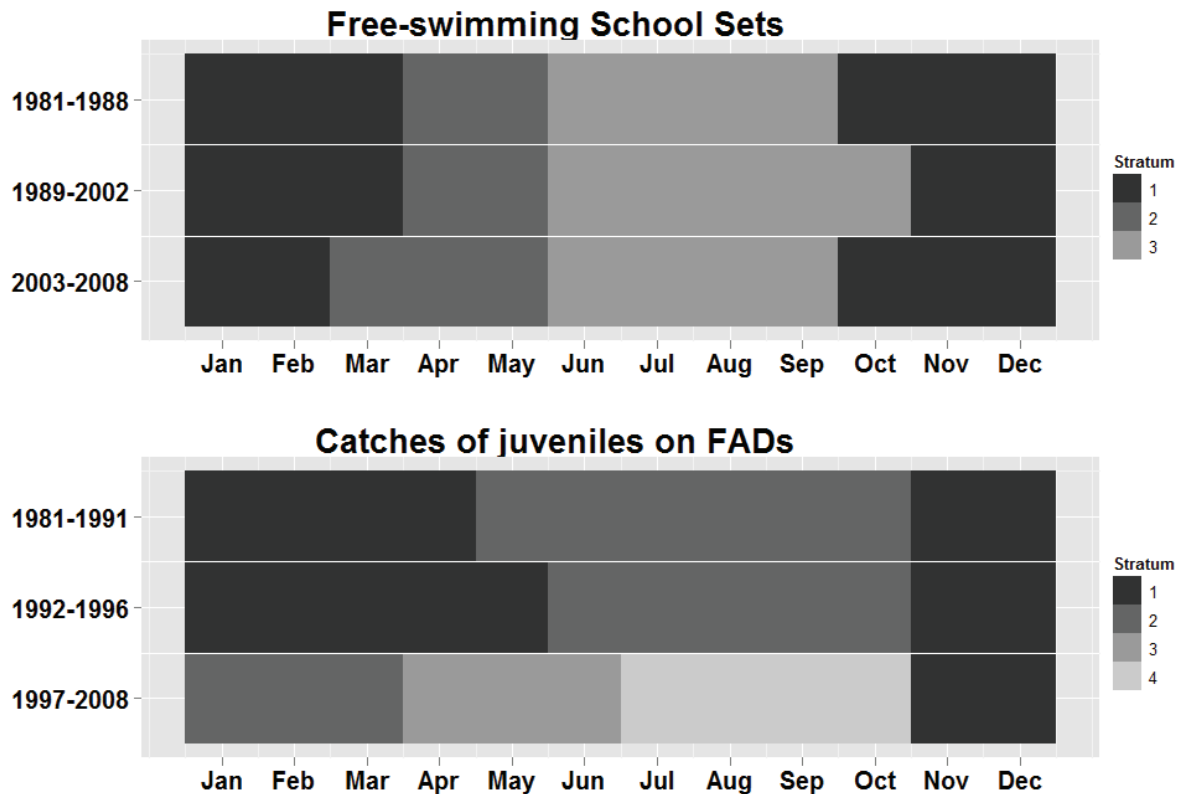 Free-swimming School Sets
1981-1988
1989-2002
2003-2008
Jan Feb Mar Apr May Jun Jul Aug Sep Oct Nov Dec
Stratum
1
2
3
Catches of juveniles on FADs
1981-1991
1992-1996
1997-2008
Jan Feb Mar Apr May Jun Jul Aug Sep Oct Nov Dec
Stratum
1
2
3
4